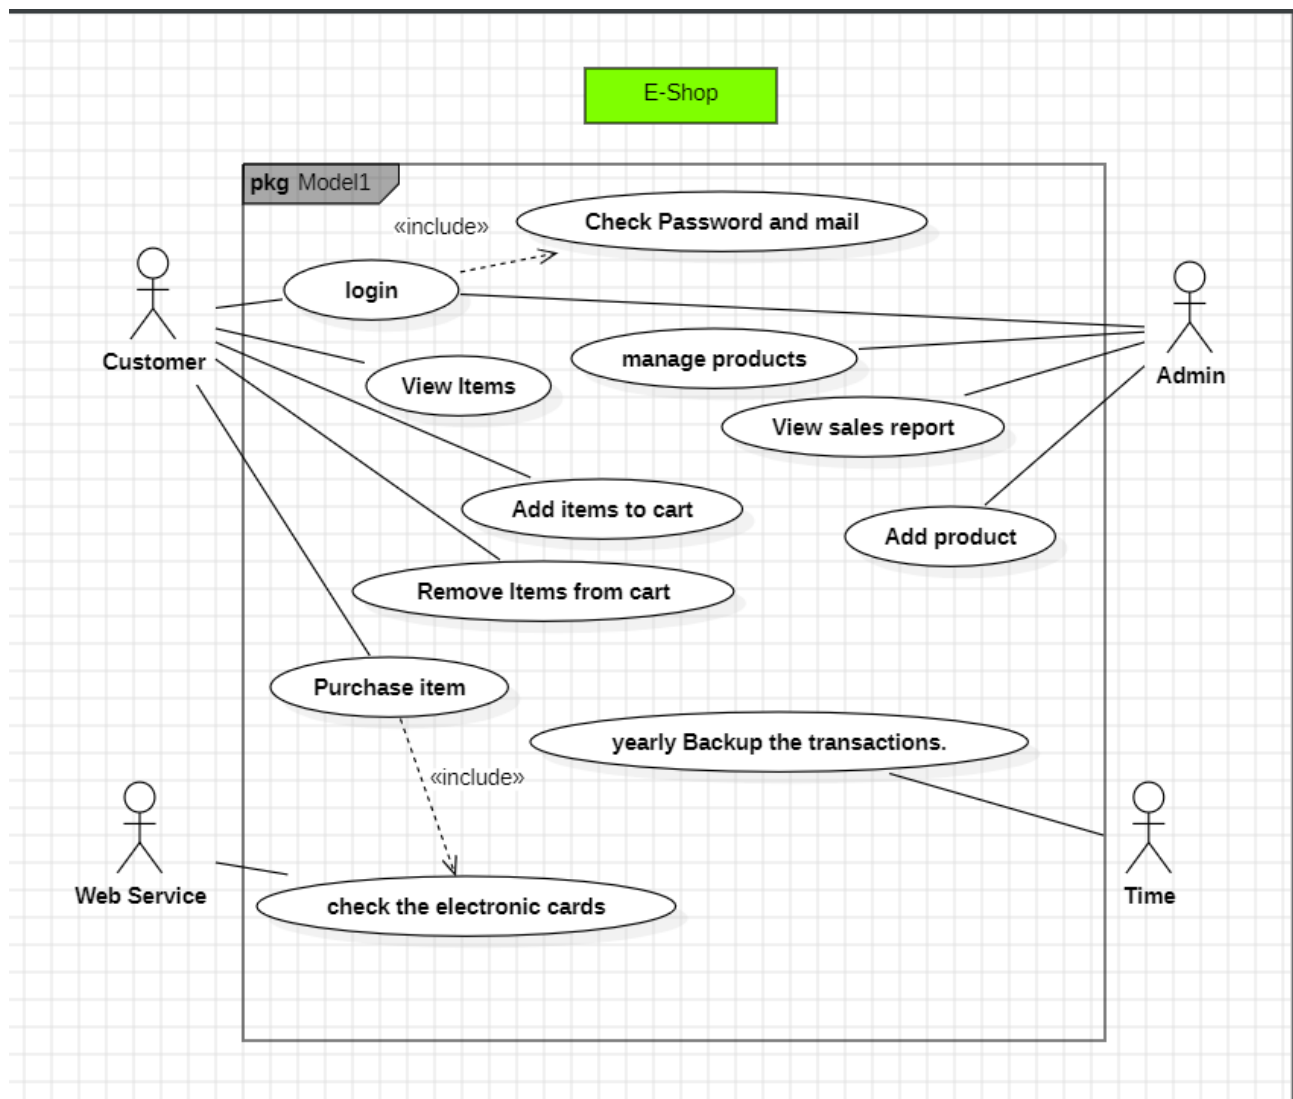 E-Shop
pkg Model1
Check Password and mail
«include»
login
Customer
manage products
Admin
View Items
View sales report
Add items to cart
Add product
Remove Items from cart
Purchase item
yearly Backup the transactions.
«include»
Web Service
Time
check the electronic cards